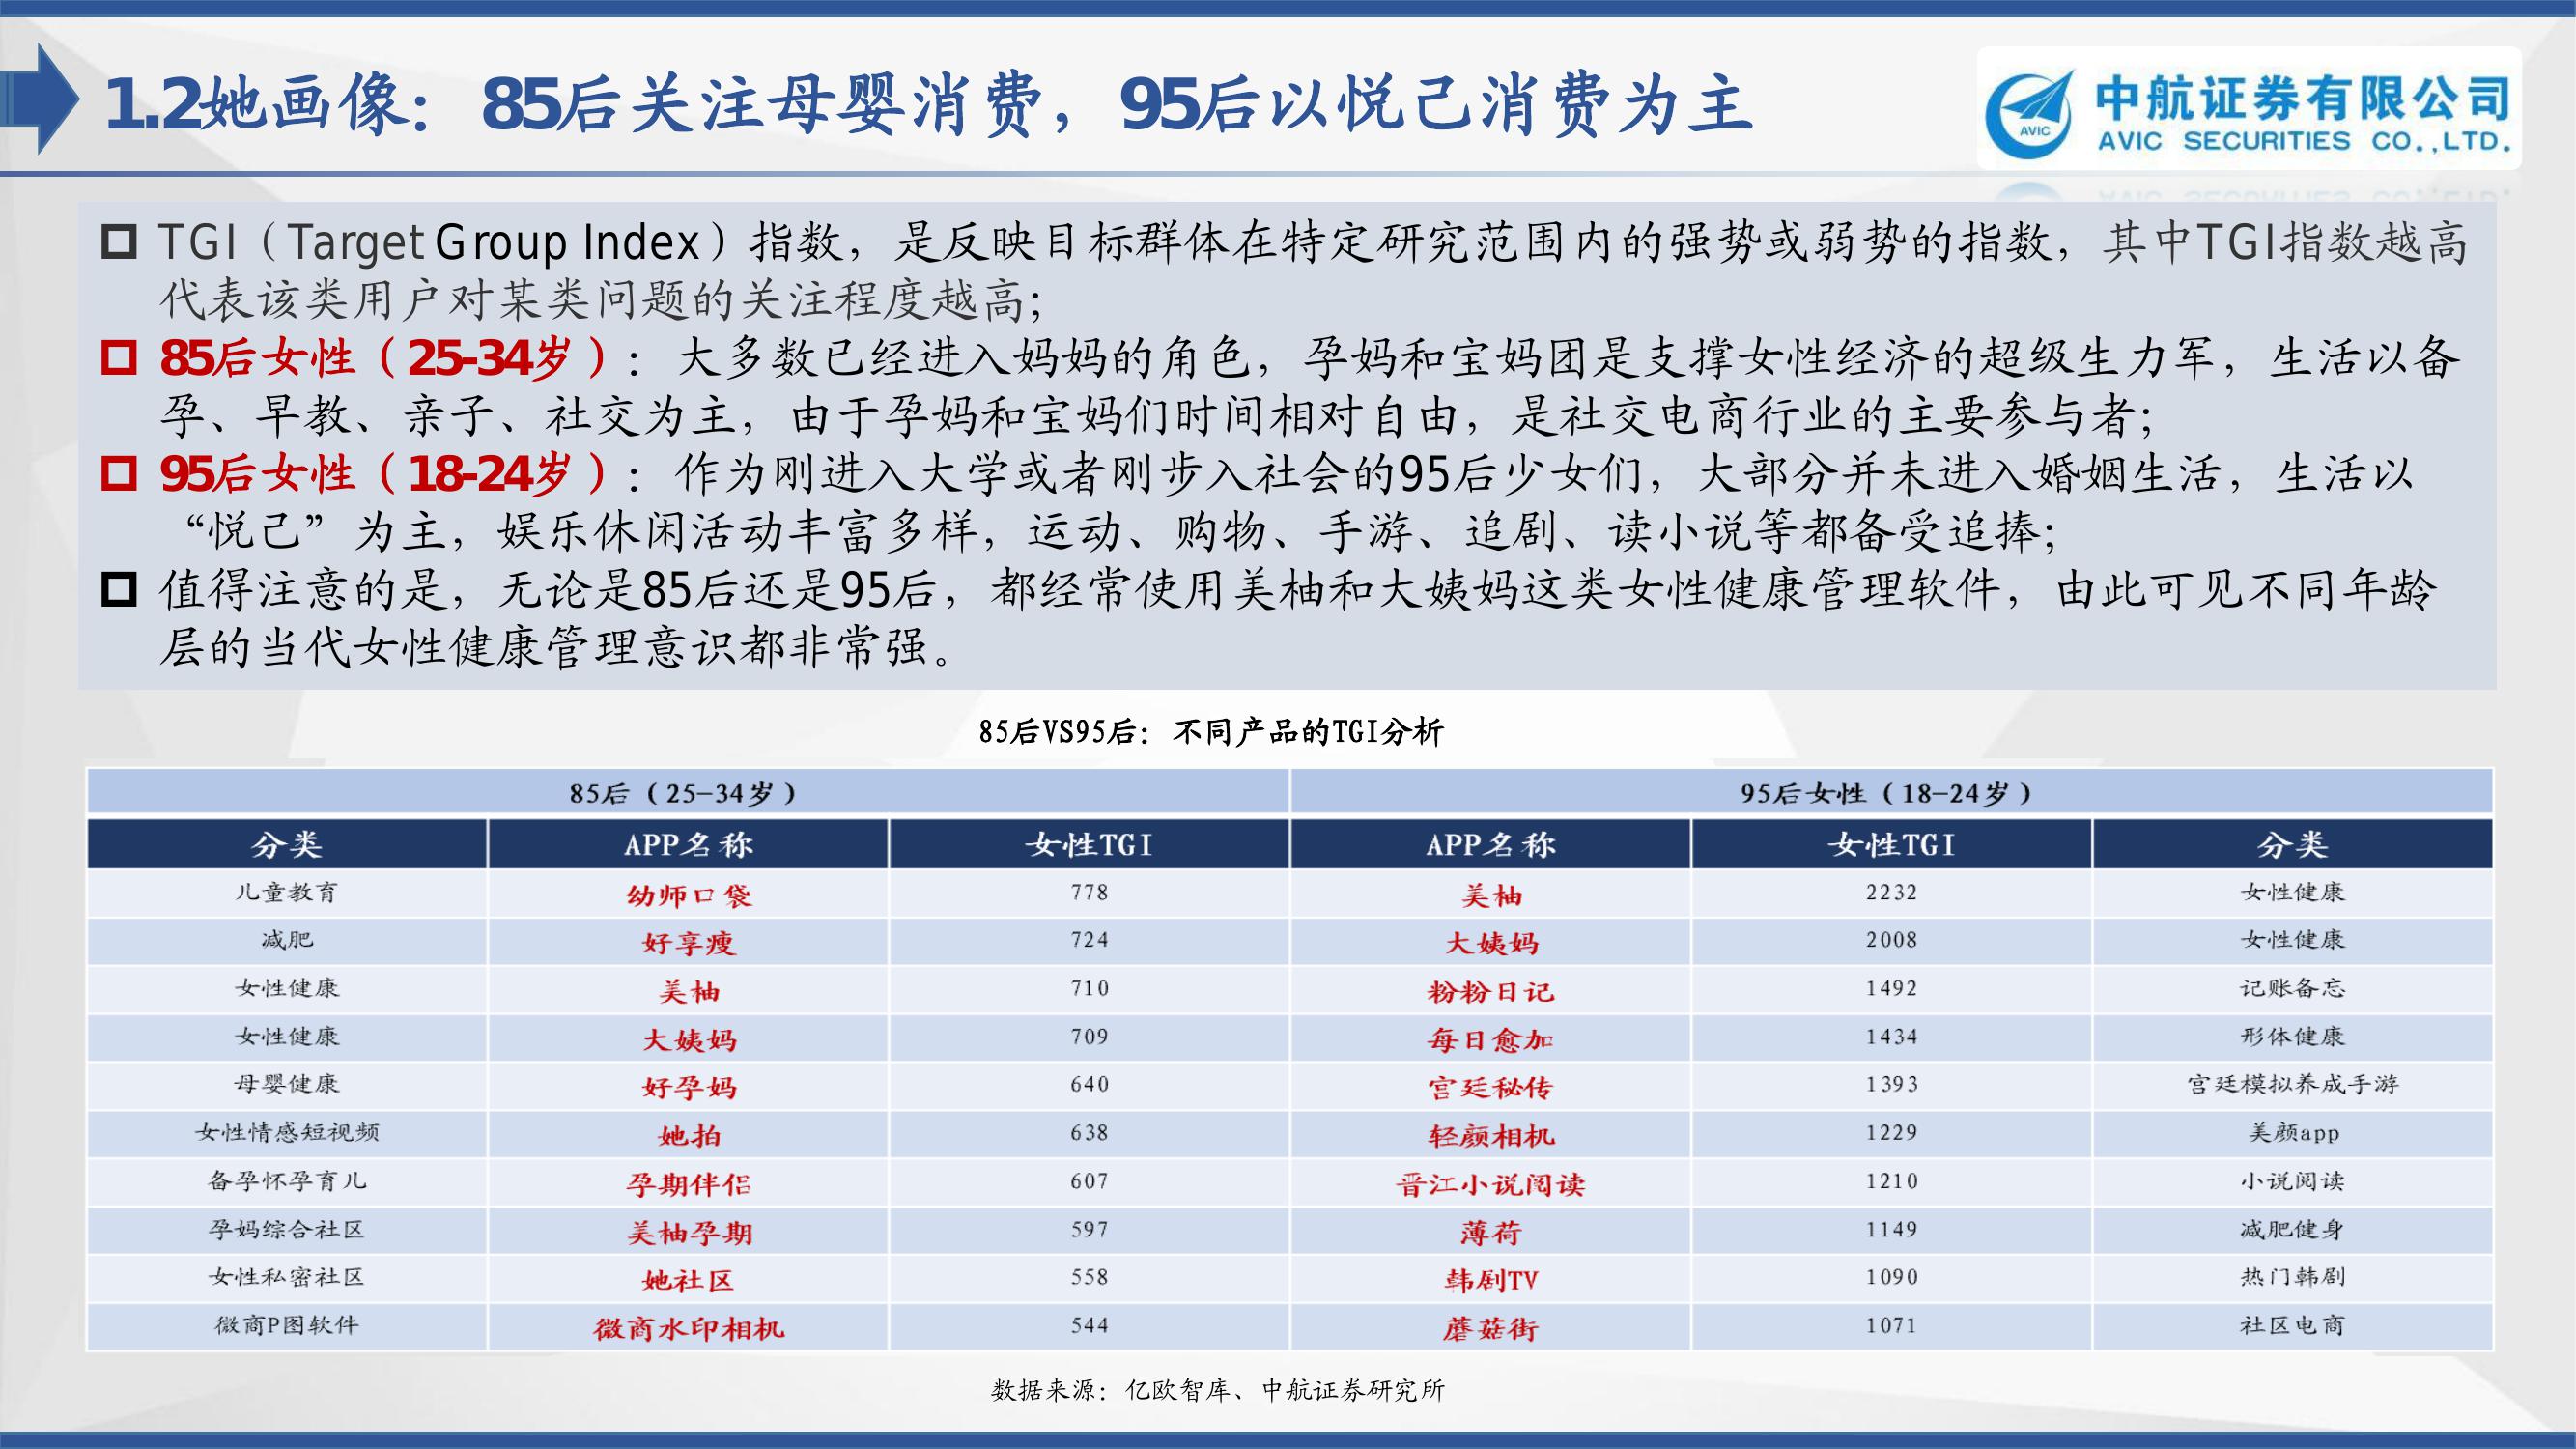 1.2她画像：85后关注母婴消费，95后以悦己消费为主
中航证券有限公司
AVIC
AVIC SECURITIES CO.,LTD.
TGI（Target Group Index）指数，是反映目标群体在特定研究范围内的强势或弱势的指数，其中TGI指数越高
代表该类用户对某类问题的关注程度越高；
85后女性（25-34岁）：大多数已经进入妈妈的角色，孕妈和宝妈团是支撑女性经济的超级生力军，生活以备
孕、早教、亲子、社交为主，由于孕妈和宝妈们时间相对自由，是社交电商行业的主要参与者；
95后女性（18-24岁）：作为刚进入大学或者刚步入社会的95后少女们，大部分并未进入婚姻生活，生活以
“悦己”为主，娱乐休闲活动丰富多样，运动、购物、手游、追剧、读小说等都备受追捧；
值得注意的是，无论是85后还是95后，都经常使用美柚和大姨妈这类女性健康管理软件，由此可见不同年龄
层的当代女性健康管理意识都非常强。
85后VS95后：不同产品的TGI分析
85后（25-34岁） 95后女性（18-24岁）
分类 APP名称 女性TGI APP名称 女性TGI 分类
儿童教育 幼师口袋 778 美柚 2232 女性健康
减肥 好享瘦 724 大姨妈 2008 女性健康
女性健康 美柚 710 粉粉日记 1492 记账备忘
女性健康 大姨妈 709 每日愈加 1434 形体健康
母婴健康 好孕妈 640 宫廷秘传 1393 宫廷模拟养成手游
女性情感短视频 她拍 638 轻颜相机 1229 美颜app
备孕怀孕育儿 孕期伴侣 607 晋江小说阅读 1210 小说阅读
孕妈综合社区 美柚孕期 597 薄荷 1149 减肥健身
女性私密社区 她社区 558 韩剧TV 1090 热门韩剧
微商P图软件 微商水印相机 544 蘑菇街 1071 社区电商
数据来源：亿欧智库、中航证券研究所